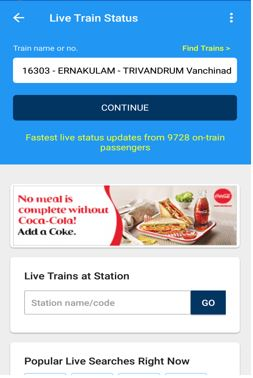 Live Train Status
Train name or no.
Find Trains >
16303 - ERNAKULAM - TRIVANDRUM Vanchinad
CONTINUE
Fastest live status updates from 9728 on-train
passengers
No meal is
complete without
Coca-Cola!
Add a Coke.
Live Trains at Station
Station name/code
GO
Popular Live Searches Right Now